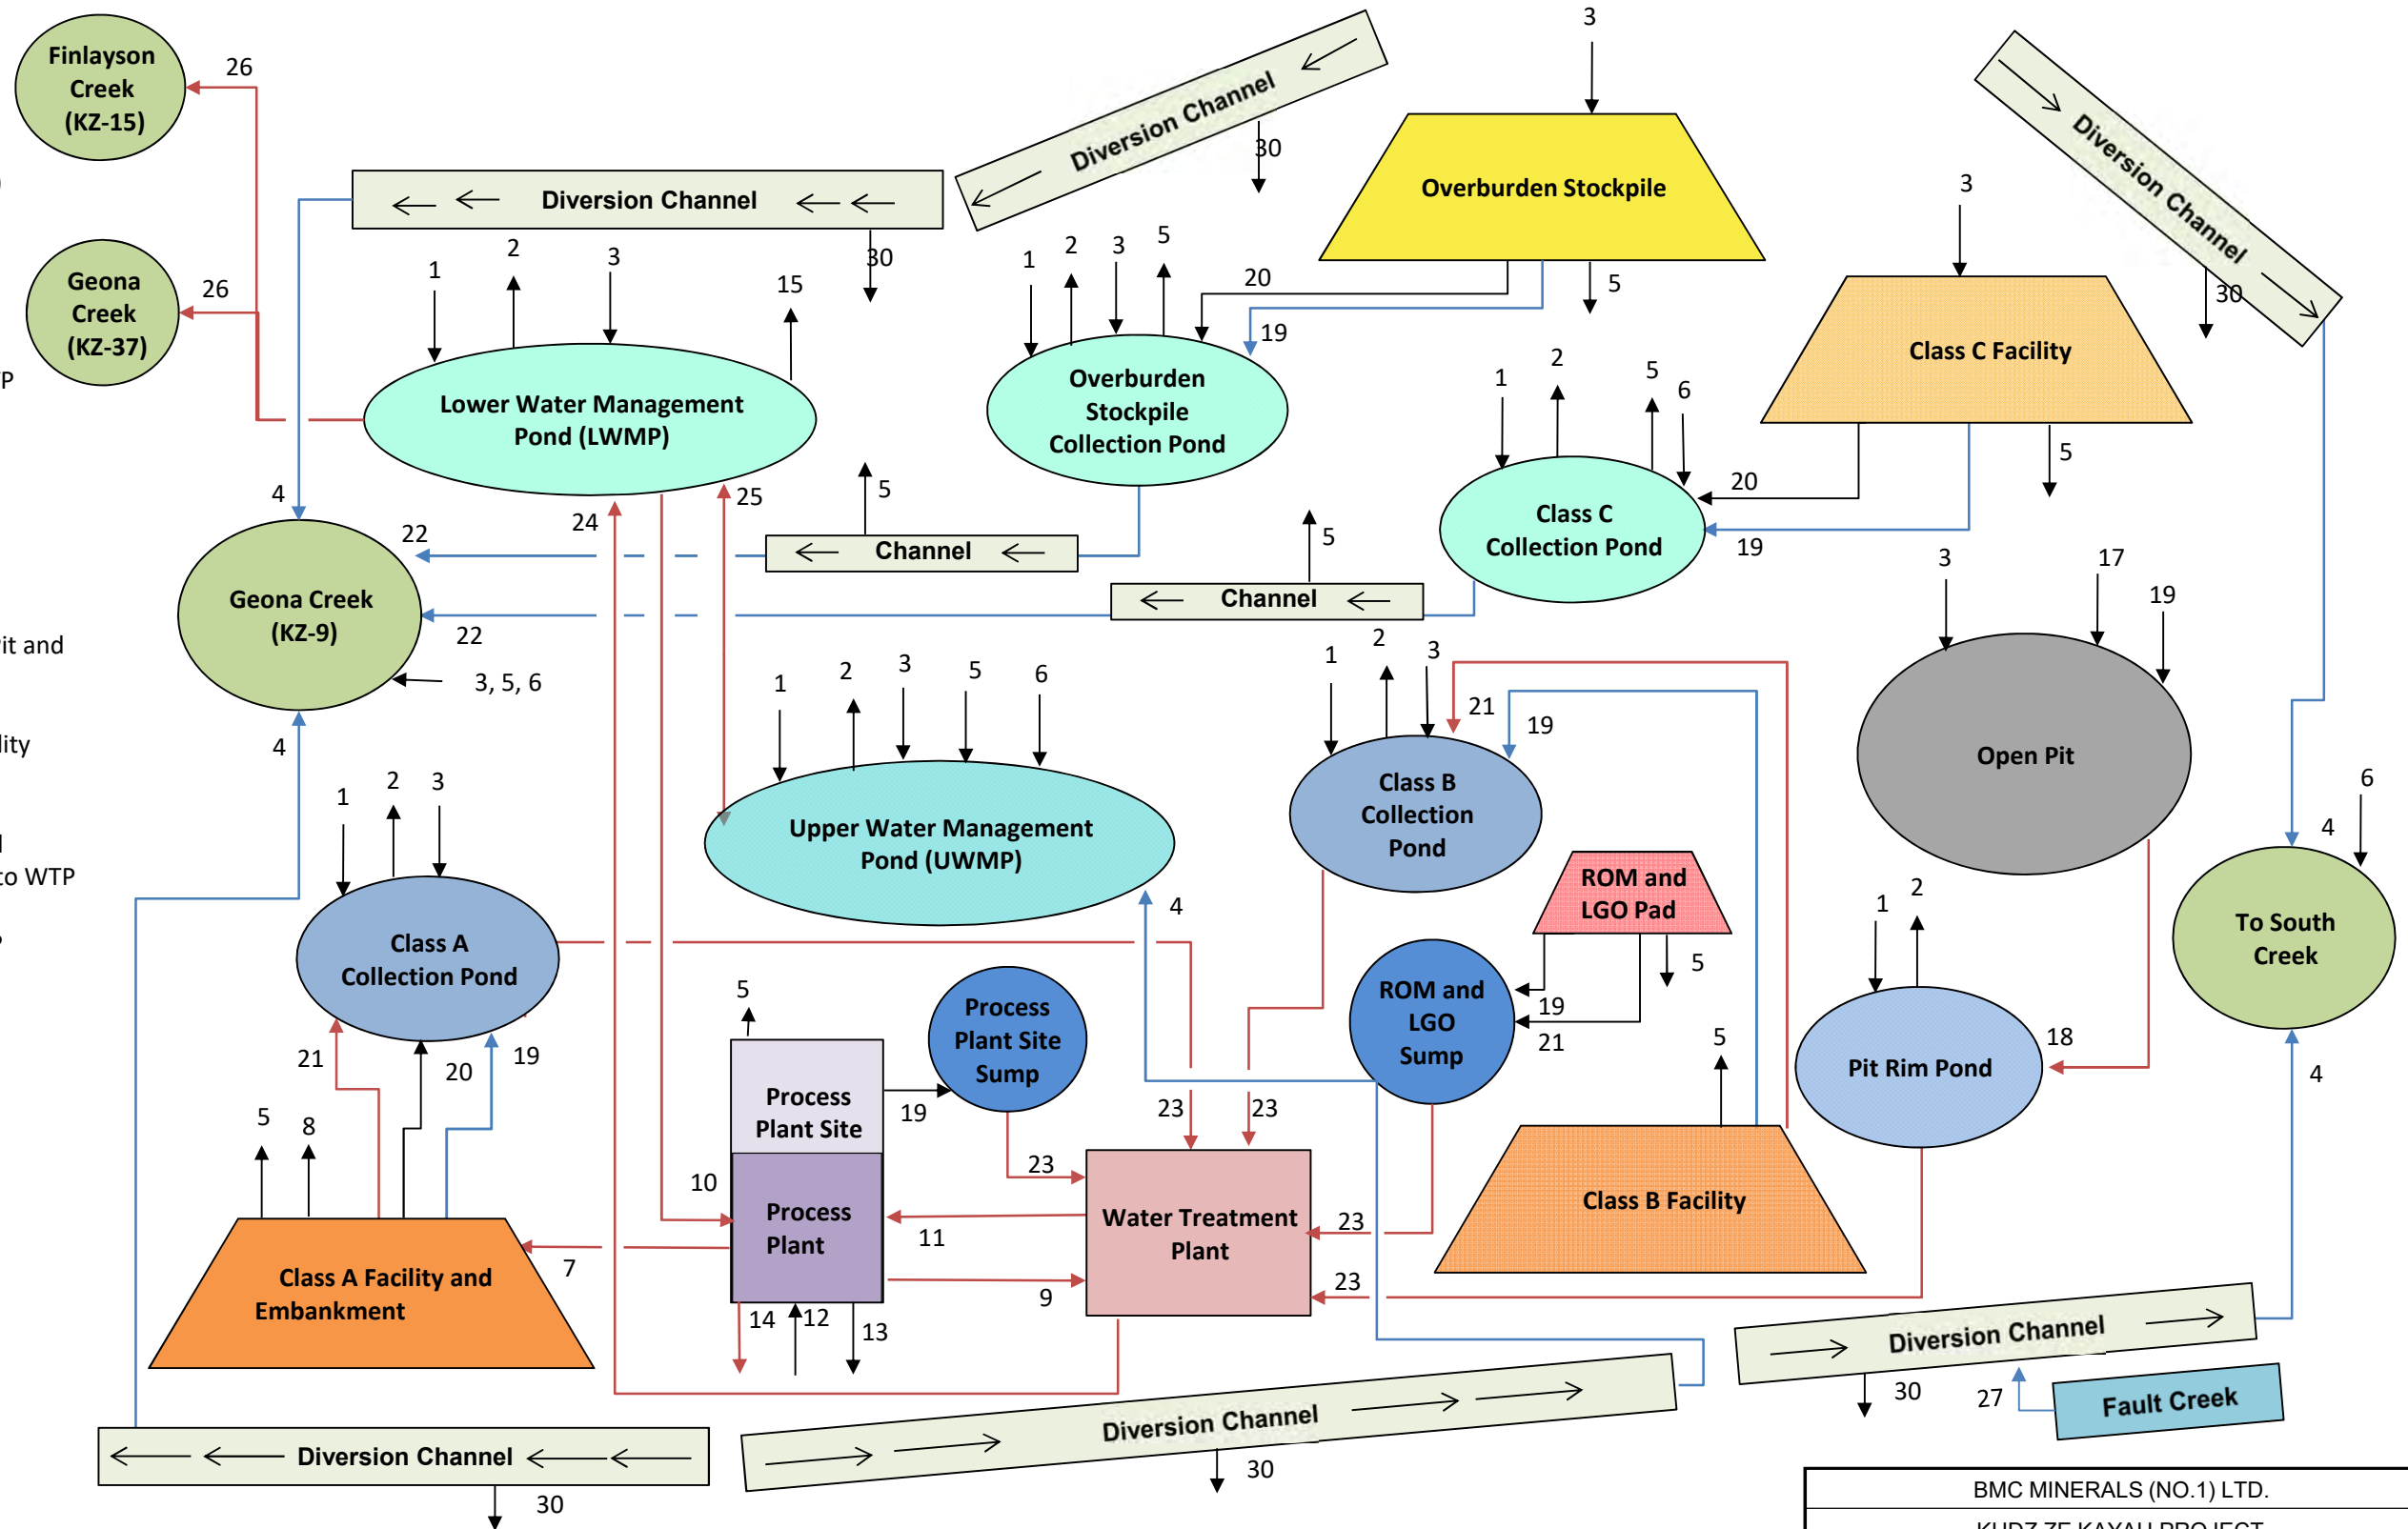 3
Finlayson
Creek
(KZ-15)
26
Diversion Channel
30
Diversion Channel
30
Overburden Stockpile
5
3
Diversion Channel
30
Geona
Creek
(KZ-37)
26
Diversion Channel
30
1
2
3
15
Lower Water Management
Pond (LWMP)
1
2
3
5
20
19
Overburden
Stockpile
Collection Pond
1
2
5
6
Class C Facility
5
20
19
Class C
Collection Pond
4
22
24
25
5
Channel
5
Channel
22
Geona Creek
(KZ-9)
3, 5, 6
4
it and
lity
to WTP
1
2
3
5
6
Upper Water Management
Pond (UWMP)
4
1
2
3
21
19
Class B
Collection
Pond
3
17
19
Open Pit
4
6
To South
Creek
4
1
2
3
Class A
Collection Pond
21
20
19
ROM and
LGO Pad
5
19
21
ROM and
LGO
Sump
1
2
Pit Rim Pond
18
5
Process
Plant Site
19
Process
Plant Site
Sump
23
23
23
5
8
Class A Facility and
Embankment
7
10
Process
Plant
11
9
14
12
13
Water Treatment
Plant
23
23
5
Class B Facility
Diversion Channel
30
Diversion Channel
30
Diversion Channel
30
27
Fault Creek
BMC MINERALS (NO.1) LTD.